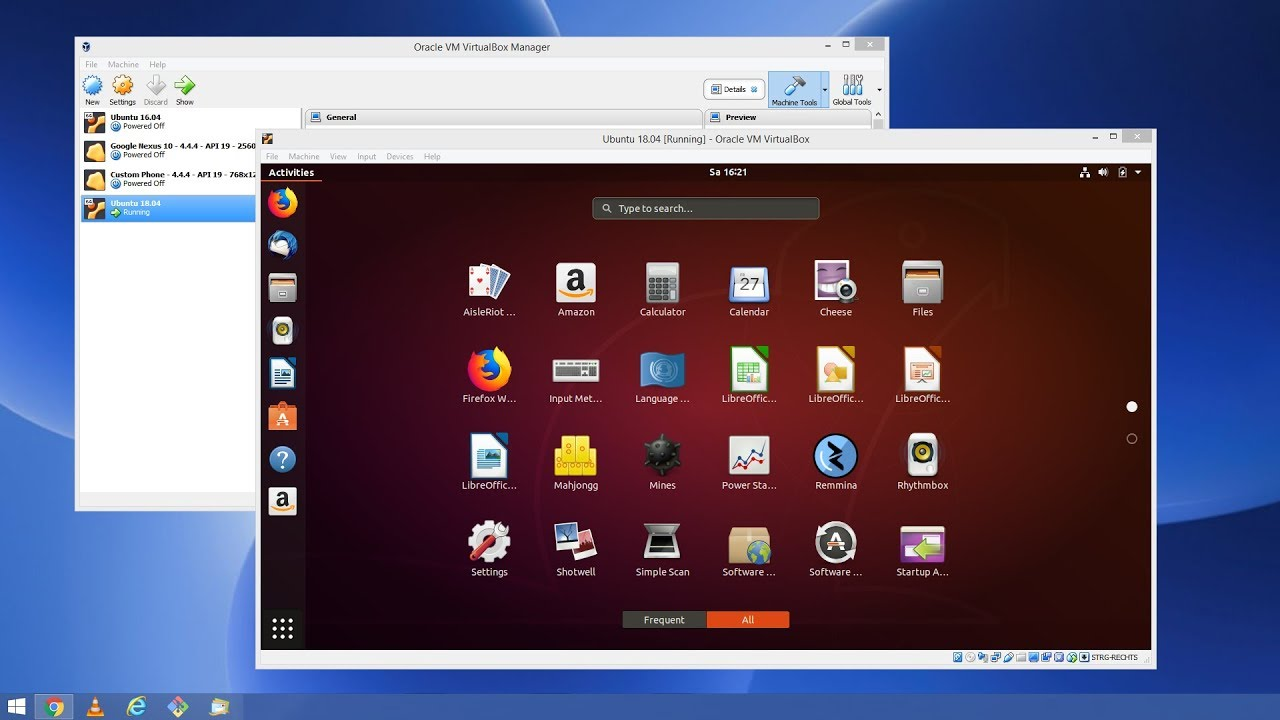 Oracle VM VirtualBox Manager
File Machine Help
New Settings Discard Show
Details
Machine Tools
Global Tools
Ubuntu 16.04
Powered Off
Google Nexus 10 - 4.4.4 - API 19 - 2560
Powered Off
Custom Phone - 4.4.4 - API 19 - 768x12
Powered Off
Ubuntu 18.04
Running
General
Preview
Ubuntu 18.04 [Running] - Oracle VM VirtualBox
File Machine View Input Devices Help
Activities
Sa 16:21
Type to search...
AisleRiot ... Amazon Calculator Calendar Cheese Files
27
Firefox W... Input Met... Language ... LibreOffic... LibreOffic... LibreOffic...
LibreOffic... Mahjongg Mines Power Sta... Remmina Rhythmbox
Settings Shotwell Simple Scan Software ... Software ... Startup A...
Frequent All
STRG-RECHTS